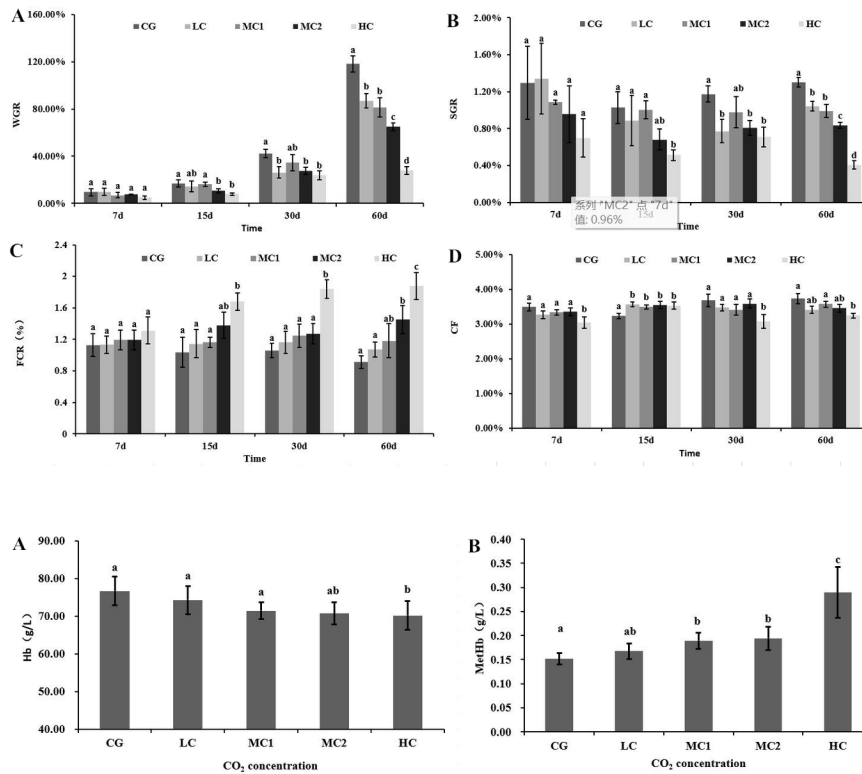 A
CG LC MC1 MC2 HC
160.00%
120.00%
80.00%
40.00%
0.00%
WGR
a a a a a
a ab a b b
a b ab b b
a b b c d
7d 15d 30d 60d
Time
B
CG LC MC1 MC2 HC
1.60%
1.20%
0.80%
0.40%
0.00%
SGR
a a a a a
a a a ab b
a b ab b b
a b b c d
7d 15d 30d 60d
系列 "MC2" 点 "7d"
值: 0.96%
Time
C
CG LC MC1 MC2 HC
2.4
2
1.6
1.2
0.8
0.4
0
FCR（%）
a a a a a
a a a ab b
a a a a b
a a ab b c
7d 15d 30d 60d
Time
D
CG LC MC1 MC2 HC
5.00%
4.00%
3.00%
2.00%
1.00%
0.00%
CF
a a a a b
a b b b b
a a a a b
a ab a ab b
7d 15d 30d 60d
Time
A
90.00
80.00
70.00
60.00
50.00
40.00
Hb（g/L）
a a a ab b
CG LC MC1 MC2 HC
CO₂ concentration
B
0.40
0.35
0.30
0.25
0.20
0.15
0.10
0.05
0.00
MetHb（g/L）
a ab b b c
CG LC MC1 MC2 HC
CO₂ concentration